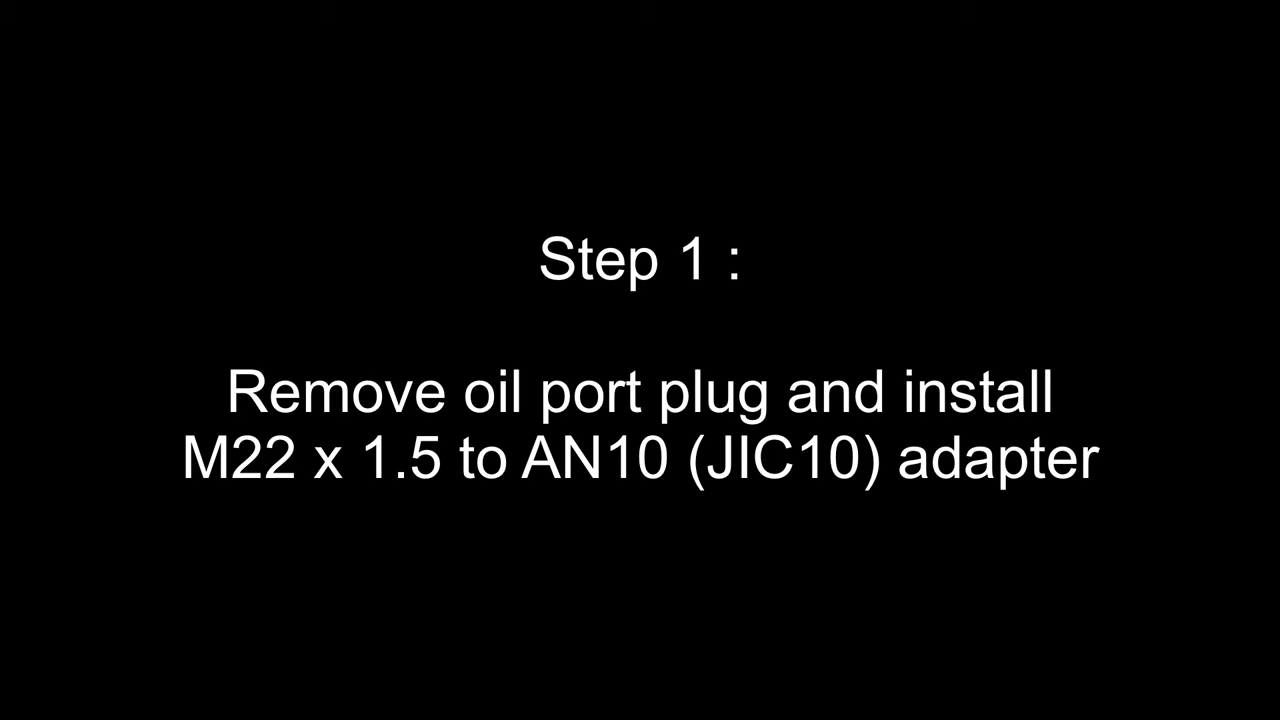 Step 1 :
Remove oil port plug and install
M22 x 1.5 to AN10 (JIC10) adapter